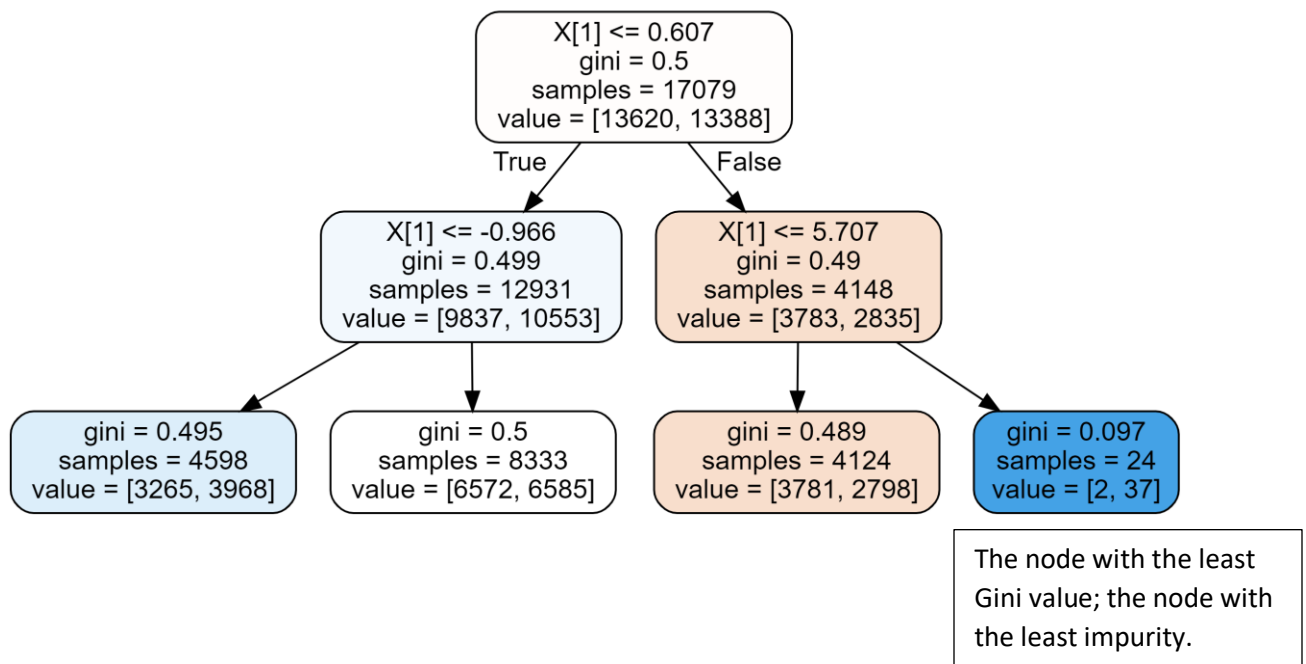 X[1] <= 0.607
gini = 0.5
samples = 17079
value = [13620, 13388]
True
False
X[1] <= -0.966
gini = 0.499
samples = 12931
value = [9837, 10553]
X[1] <= 5.707
gini = 0.49
samples = 4148
value = [3783, 2835]
gini = 0.495
samples = 4598
value = [3265, 3968]
gini = 0.5
samples = 8333
value = [6572, 6585]
gini = 0.489
samples = 4124
value = [3781, 2798]
gini = 0.097
samples = 24
value = [2, 37]
The node with the least
Gini value; the node with
the least impurity.